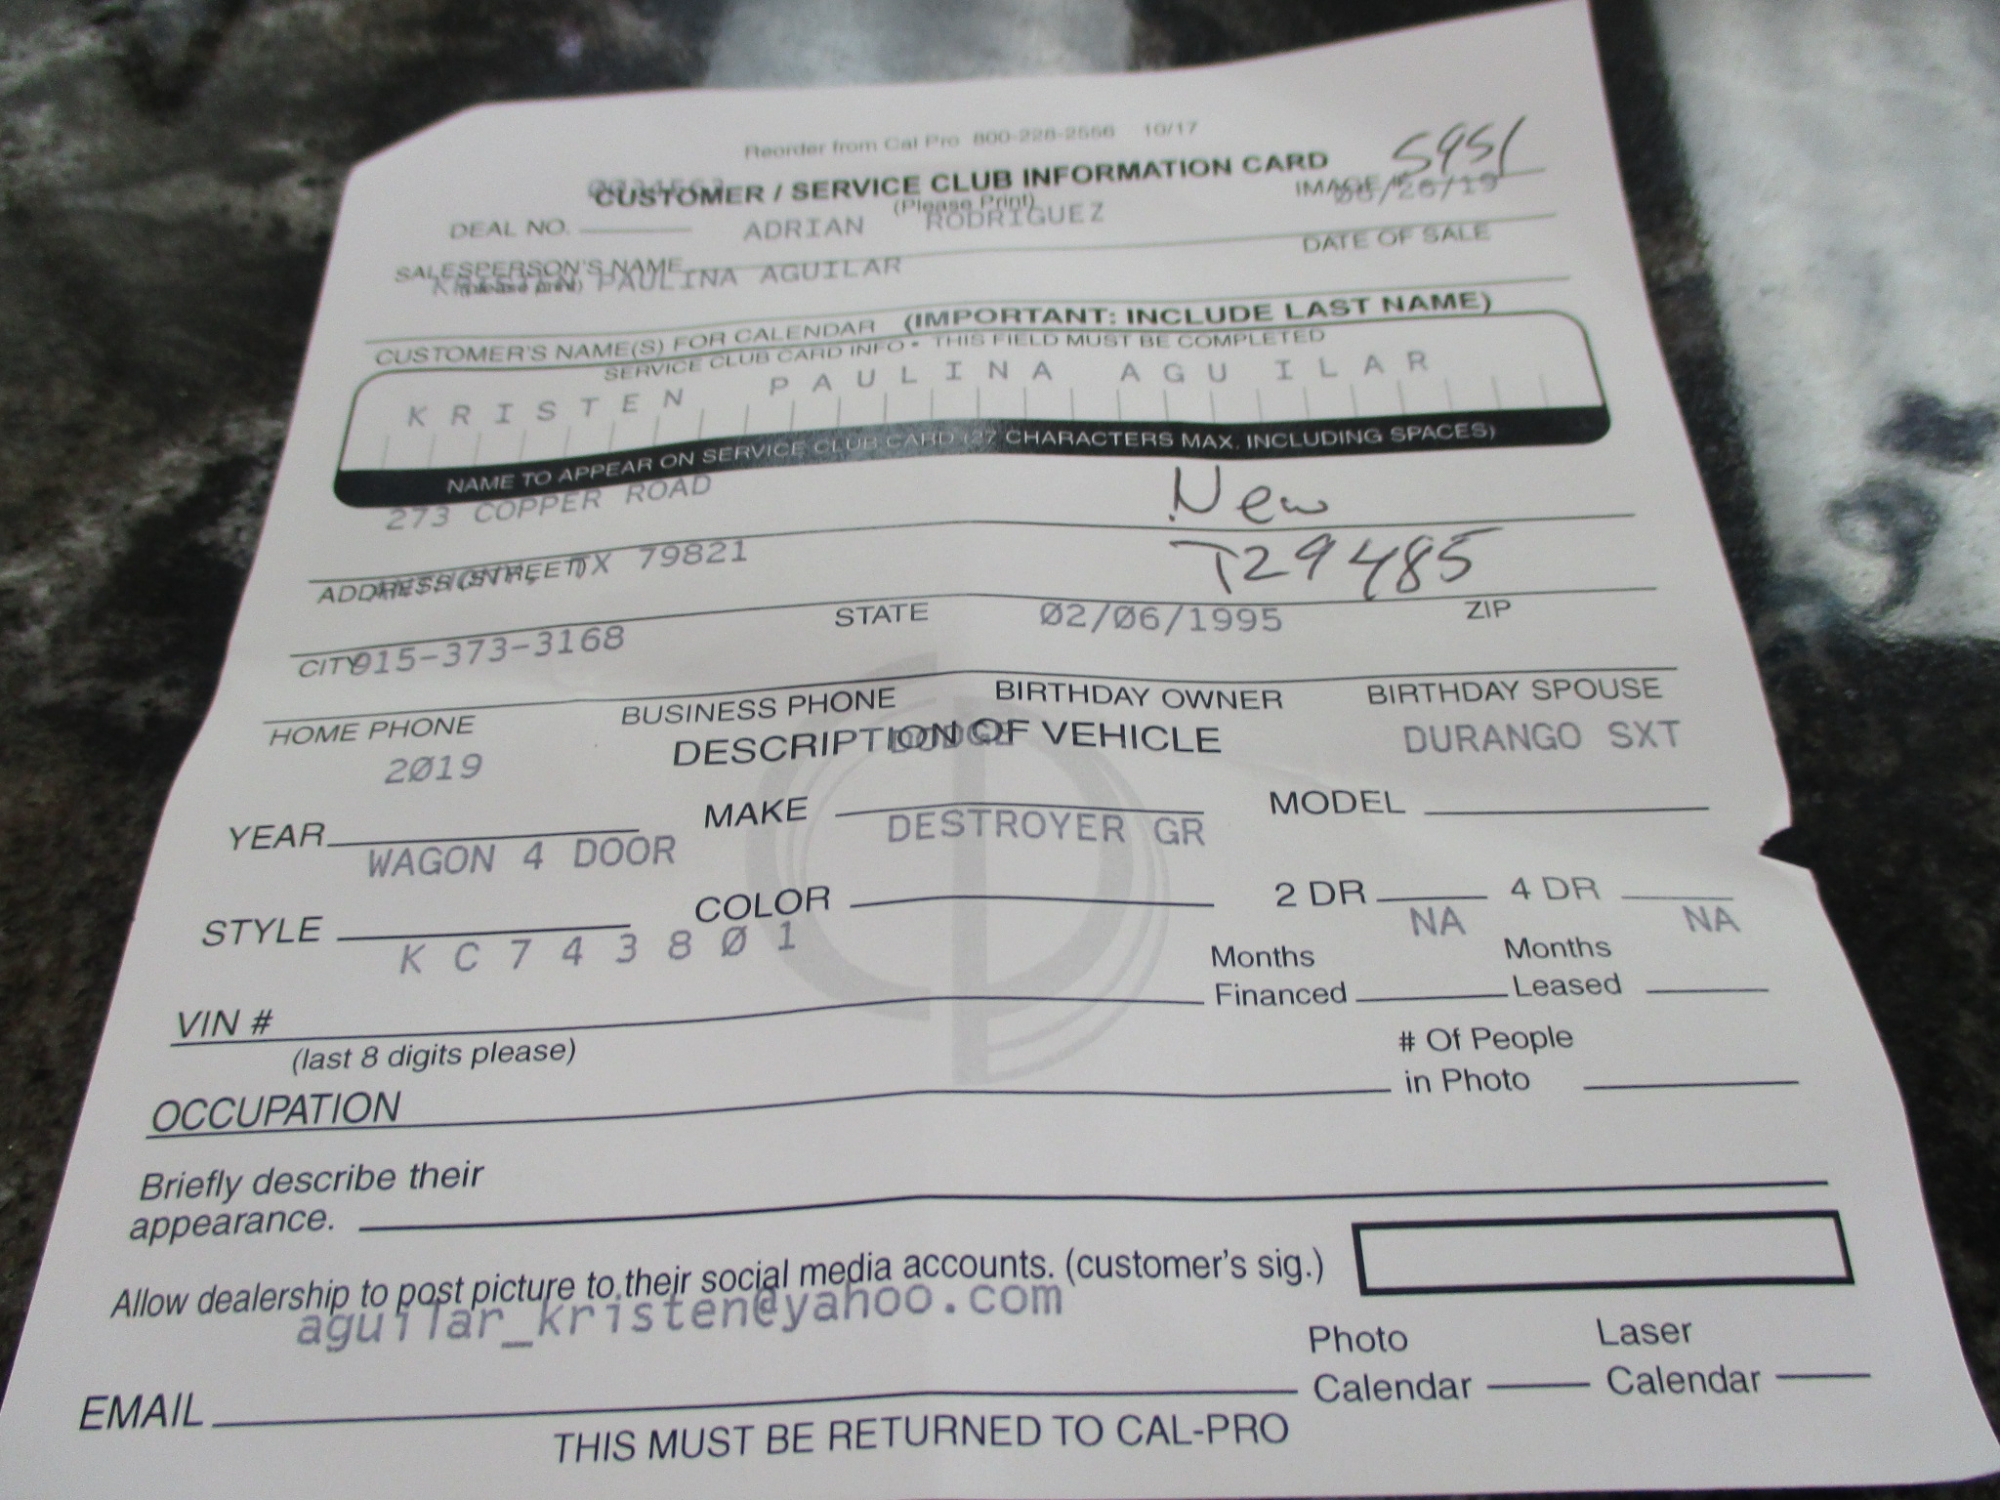 Reorder from Cal Pro 800-228-2556 10/17
CUSTOMER / SERVICE CLUB INFORMATION CARD
(Please Print)
IMAGE # 5951
DEAL NO. ADRIAN RODRIGUEZ 06/26/19
SALESPERSON'S NAME DATE OF SALE
(please print)
KRISTEN PAULINA AGUILAR
CUSTOMER'S NAME(S) FOR CALENDAR (IMPORTANT: INCLUDE LAST NAME)
SERVICE CLUB CARD INFO • THIS FIELD MUST BE COMPLETED
KRISTEN PAULINA AGUILAR
NAME TO APPEAR ON SERVICE CLUB CARD (27 CHARACTERS MAX. INCLUDING SPACES)
273 COPPER ROAD New
ADDRESS (STREET) TX 79821 T29485
CITY STATE ZIP
915-373-3168 02/06/1995
HOME PHONE BUSINESS PHONE BIRTHDAY OWNER BIRTHDAY SPOUSE
DESCRIPTION OF VEHICLE
2019 DODGE DURANGO SXT
YEAR MAKE MODEL
WAGON 4 DOOR DESTROYER GR
STYLE COLOR 2 DR 4 DR
KC743801 NA NA
VIN # Months Financed Months Leased
(last 8 digits please)
OCCUPATION # Of People in Photo
Briefly describe their
appearance.
Allow dealership to post picture to their social media accounts. (customer's sig.)
aguilar_kristen@yahoo.com
EMAIL Photo Calendar Laser Calendar
THIS MUST BE RETURNED TO CAL-PRO